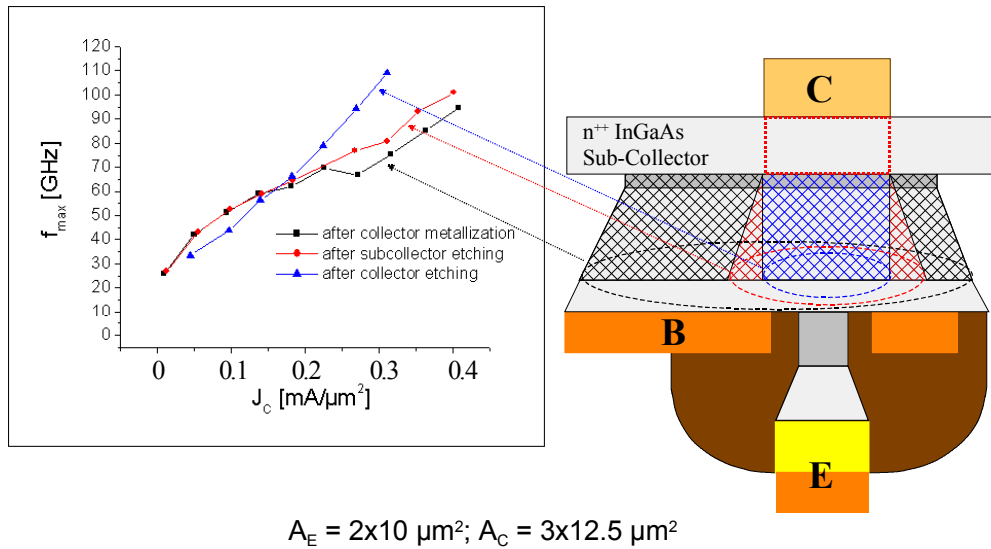 120
110
100
90
80
70
60
50
40
30
20
10
0
f_max [GHz]
after collector metallization
after subcollector etching
after collector etching
0 0.1 0.2 0.3 0.4
J_C [mA/µm²]
C
n⁺⁺ InGaAs
Sub-Collector
B
E
A_E = 2x10 µm²; A_C = 3x12.5 µm²